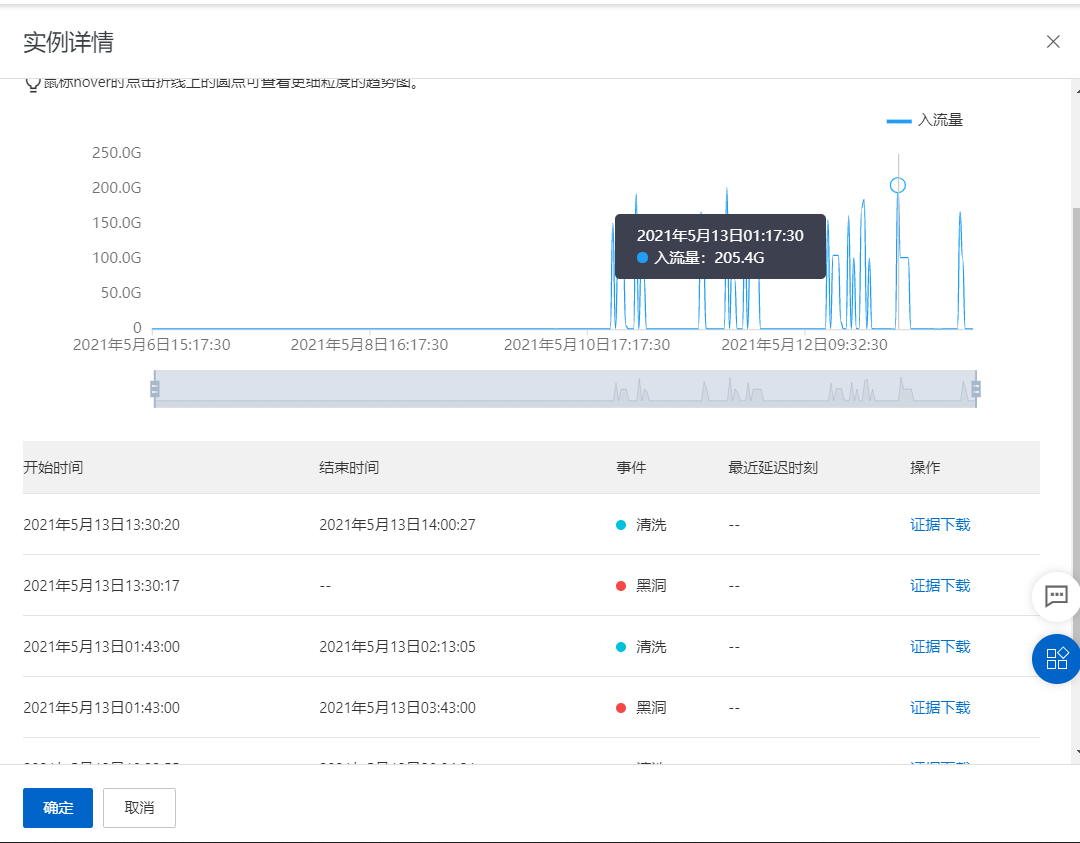 实例详情
鼠标hover时点击折线上的圆点可查看更细粒度的趋势图。
入流量
250.0G
200.0G
150.0G
100.0G
50.0G
0
2021年5月13日01:17:30
入流量：205.4G
2021年5月6日15:17:30 2021年5月8日16:17:30 2021年5月10日17:17:30 2021年5月12日09:32:30
开始时间 结束时间 事件 最近延迟时刻 操作
2021年5月13日13:30:20 2021年5月13日14:00:27 清洗 -- 证据下载
2021年5月13日13:30:17 -- 黑洞 -- 证据下载
2021年5月13日01:43:00 2021年5月13日02:13:05 清洗 -- 证据下载
2021年5月13日01:43:00 2021年5月13日03:43:00 黑洞 -- 证据下载
确定 取消